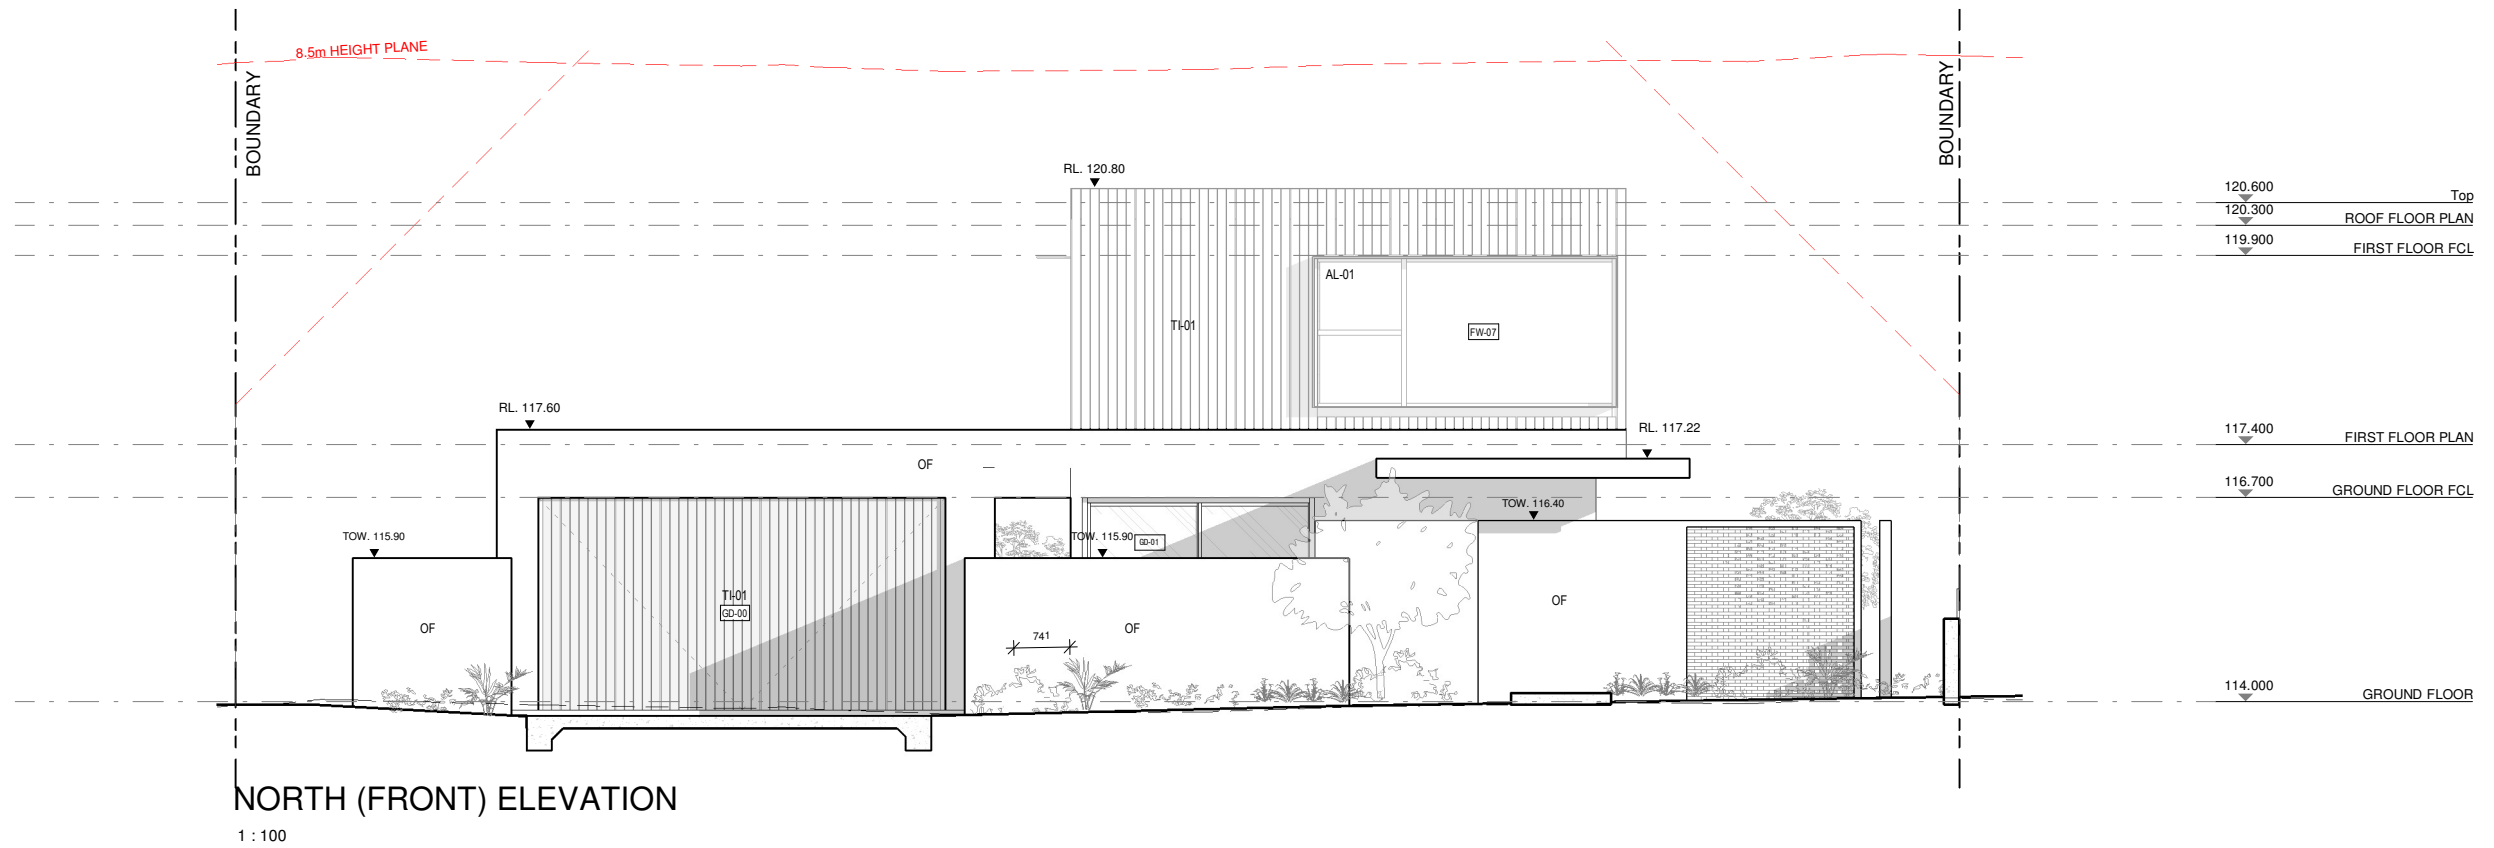 8.5m HEIGHT PLANE
BOUNDARY
BOUNDARY
RL. 120.80
120.600
Top
120.300
ROOF FLOOR PLAN
119.900
FIRST FLOOR FCL
AL-01
TI-01
FW-07
RL. 117.60
RL. 117.22
117.400
FIRST FLOOR PLAN
OF
116.700
GROUND FLOOR FCL
TOW. 116.40
TOW. 115.90
TOW. 115.90
GD-01
TI-01
GD-00
OF
OF
OF
741
114.000
GROUND FLOOR
NORTH (FRONT) ELEVATION
1 : 100